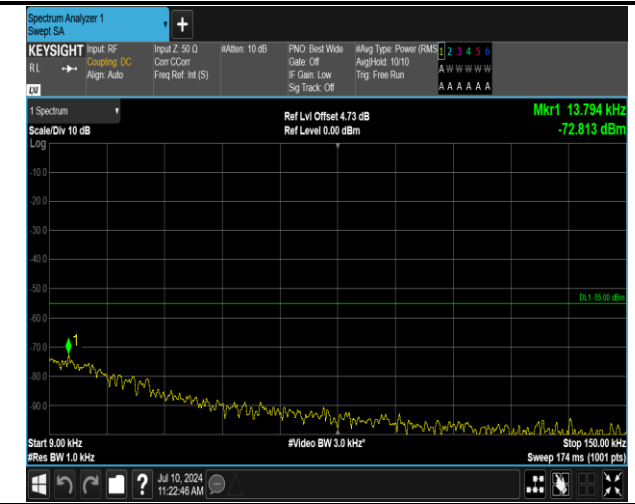 Spectrum Analyzer 1
Swept SA
+
KEYSIGHT Input: RF Input Z: 50 Ω #Atten: 10 dB PNO: Best Wide #Avg Type: Power (RMS 1 2 3 4 5 6
RL Coupling: DC Corr CCorr Gate: Off Avg|Hold: 10/10 A W W W W W
Align: Auto Freq Ref: Int (S) IF Gain: Low Trig: Free Run
LXI Sig Track: Off A A A A A A
1 Spectrum Ref Lvl Offset 4.73 dB Mkr1 13.794 kHz
Scale/Div 10 dB Ref Level 0.00 dBm -72.813 dBm
Log
-10.0
-20.0
-30.0
-40.0
-50.0
DL1 -55.00 dBm
-60.0
1
-70.0
-80.0
-90.0
Start 9.00 kHz #Video BW 3.0 kHz* Stop 150.00 kHz
#Res BW 1.0 kHz Sweep 174 ms (1001 pts)
? Jul 10, 2024
11:22:46 AM